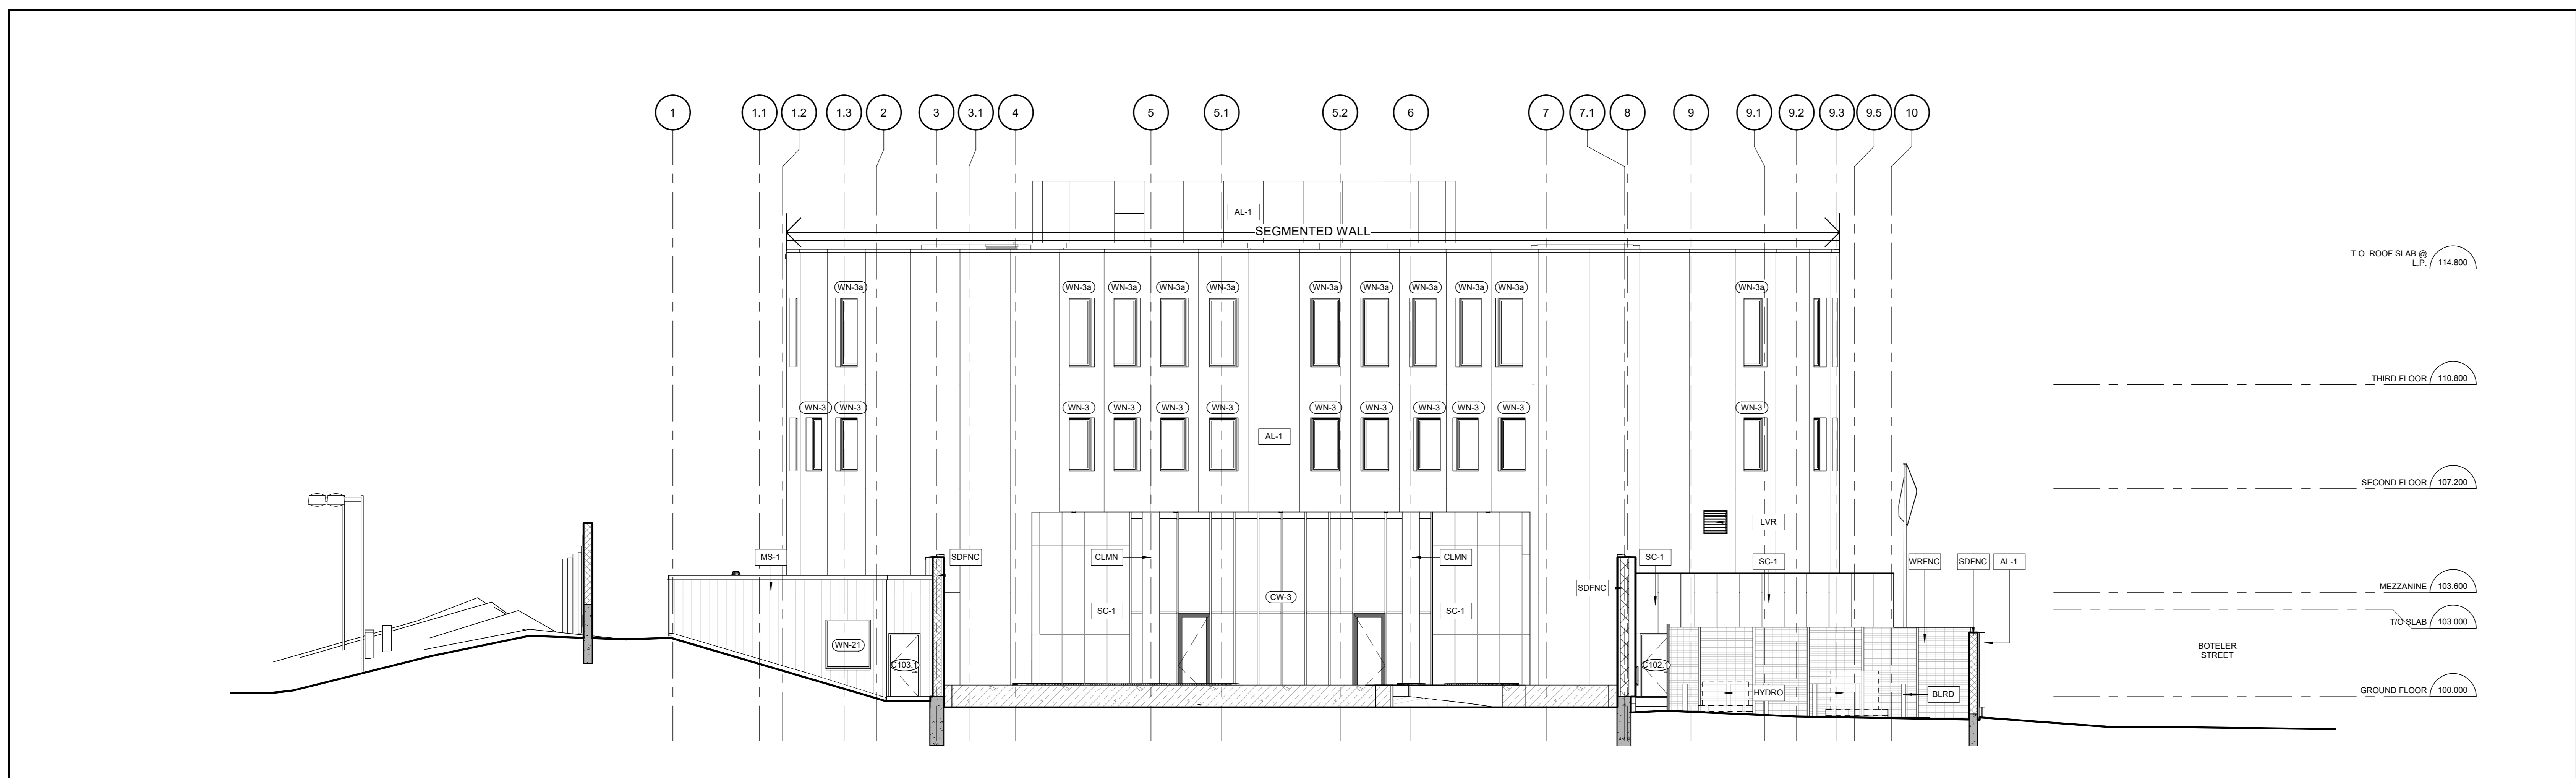 1 1.1 1.2 1.3 2 3 3.1 4 5 5.1 5.2 6 7 7.1 8 9 9.1 9.2 9.3 9.5 10
AL-1
SEGMENTED WALL
T.O. ROOF SLAB @
L.P. 114.800
WN-3a WN-3a WN-3a WN-3a WN-3a WN-3a WN-3a WN-3a WN-3a WN-3a WN-3a
THIRD FLOOR 110.800
WN-3 WN-3 WN-3 WN-3 WN-3 WN-3 WN-3 WN-3 WN-3 WN-3 WN-3 WN-3
AL-1
SECOND FLOOR 107.200
LVR
MS-1 SDFNC CLMN CLMN SC-1 SC-1 WRFNC SDFNC AL-1
SDFNC
MEZZANINE 103.600
CW-3
SC-1 SC-1
T/O SLAB 103.000
WN-21
BOTELER
STREET
C103.1 C102.1
HYDRO BLRD
GROUND FLOOR 100.000